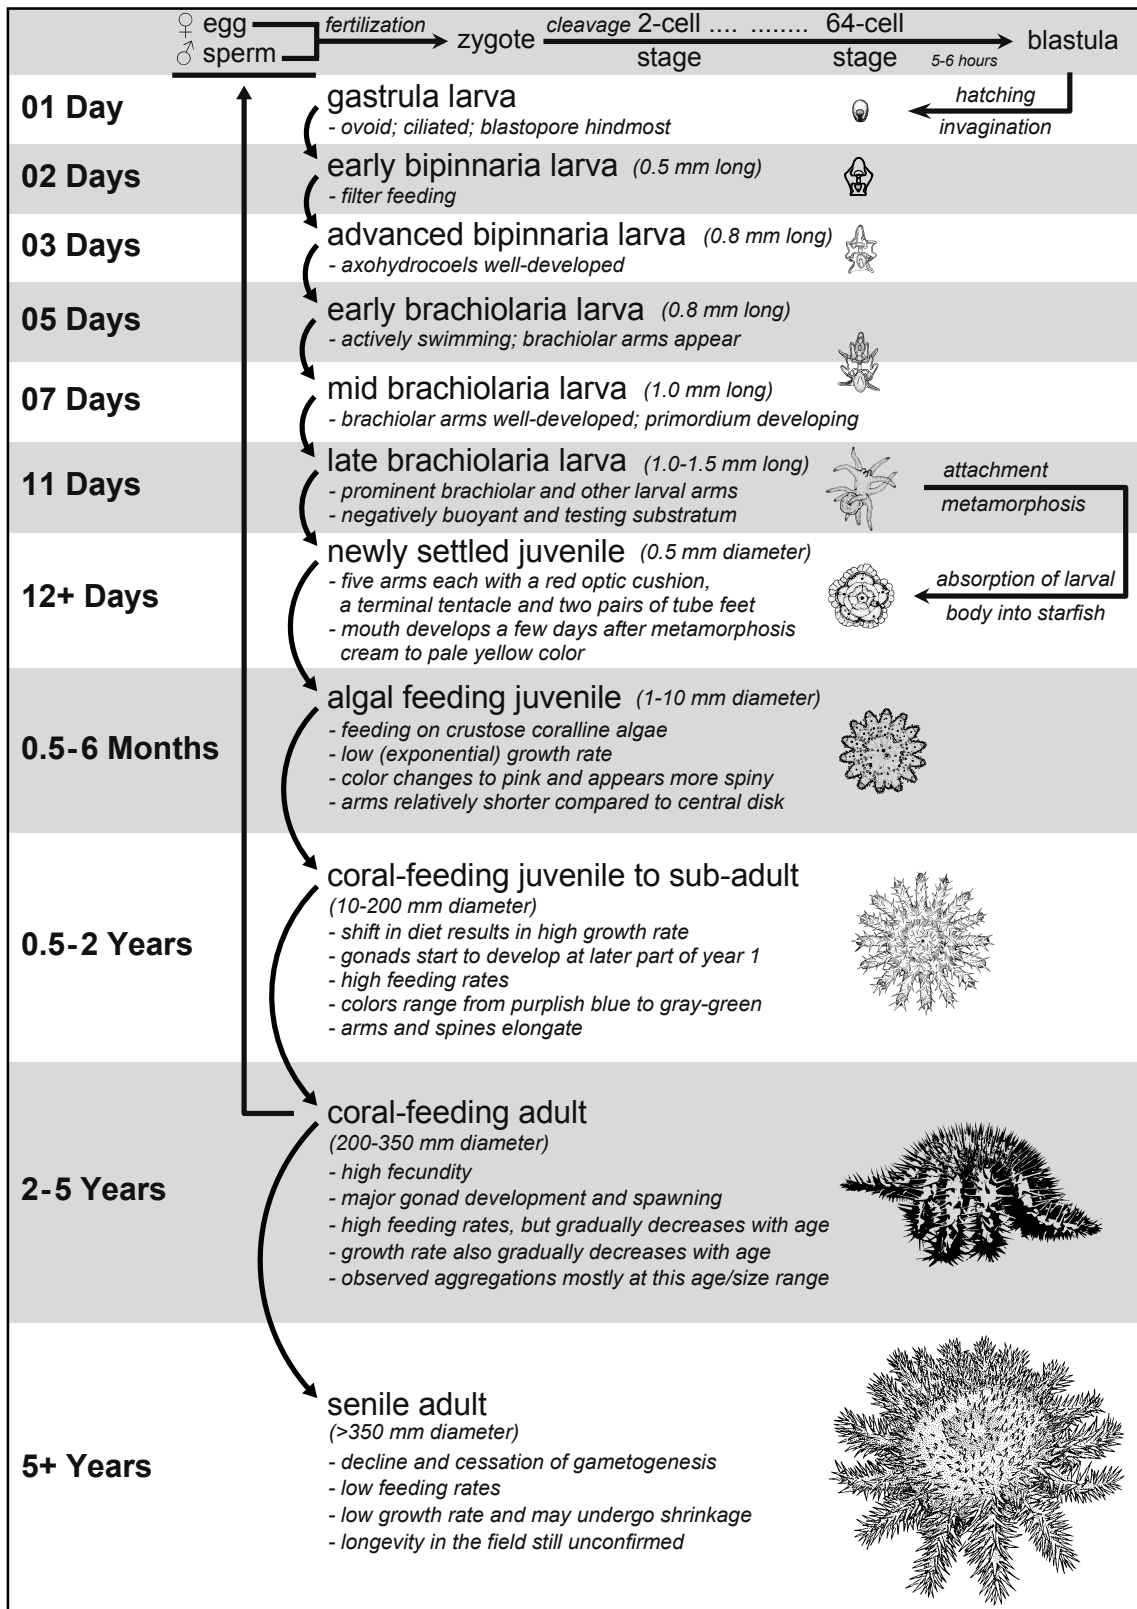 ♀ egg
♂ sperm
fertilization
zygote
cleavage 2-cell .... ........ 64-cell
stage stage 5-6 hours
blastula
01 Day
gastrula larva
- ovoid; ciliated; blastopore hindmost
hatching
invagination
02 Days
early bipinnaria larva (0.5 mm long)
- filter feeding
03 Days
advanced bipinnaria larva (0.8 mm long)
- axohydrocoels well-developed
05 Days
early brachiolaria larva (0.8 mm long)
- actively swimming; brachiolar arms appear
07 Days
mid brachiolaria larva (1.0 mm long)
- brachiolar arms well-developed; primordium developing
11 Days
late brachiolaria larva (1.0-1.5 mm long)
- prominent brachiolar and other larval arms
- negatively buoyant and testing substratum
attachment
metamorphosis
12+ Days
newly settled juvenile (0.5 mm diameter)
- five arms each with a red optic cushion,
a terminal tentacle and two pairs of tube feet
- mouth develops a few days after metamorphosis
cream to pale yellow color
absorption of larval
body into starfish
0.5-6 Months
algal feeding juvenile (1-10 mm diameter)
- feeding on crustose coralline algae
- low (exponential) growth rate
- color changes to pink and appears more spiny
- arms relatively shorter compared to central disk
0.5-2 Years
coral-feeding juvenile to sub-adult
(10-200 mm diameter)
- shift in diet results in high growth rate
- gonads start to develop at later part of year 1
- high feeding rates
- colors range from purplish blue to gray-green
- arms and spines elongate
2-5 Years
coral-feeding adult
(200-350 mm diameter)
- high fecundity
- major gonad development and spawning
- high feeding rates, but gradually decreases with age
- growth rate also gradually decreases with age
- observed aggregations mostly at this age/size range
5+ Years
senile adult
(>350 mm diameter)
- decline and cessation of gametogenesis
- low feeding rates
- low growth rate and may undergo shrinkage
- longevity in the field still unconfirmed